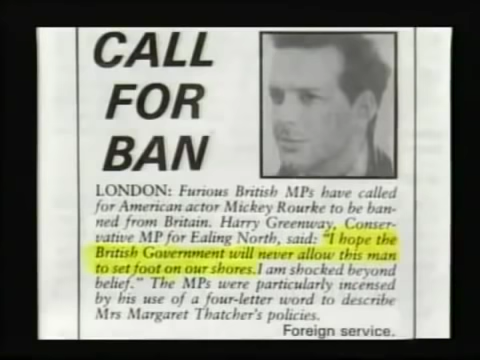 CALL
FOR
BAN
LONDON: Furious British MPs have called
for American actor Mickey Rourke to be ban-
ned from Britain. Harry Greenway, Conser-
vative MP for Ealing North, said: "I hope the
British Government will never allow this man
to set foot on our shores. I am shocked beyond
belief." The MPs were particularly incensed
by his use of a four-letter word to describe
Mrs Margaret Thatcher's policies.
Foreign service.